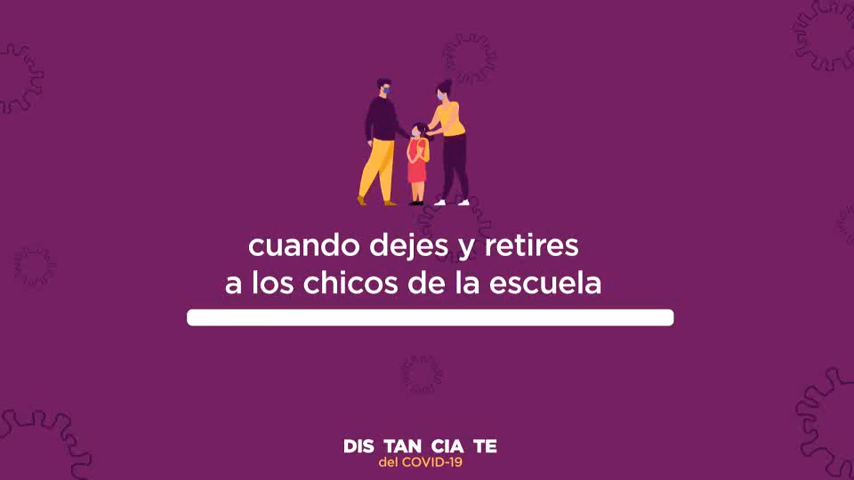 cuando dejes y retires
a los chicos de la escuela
DIS TAN CIA TE
del COVID-19